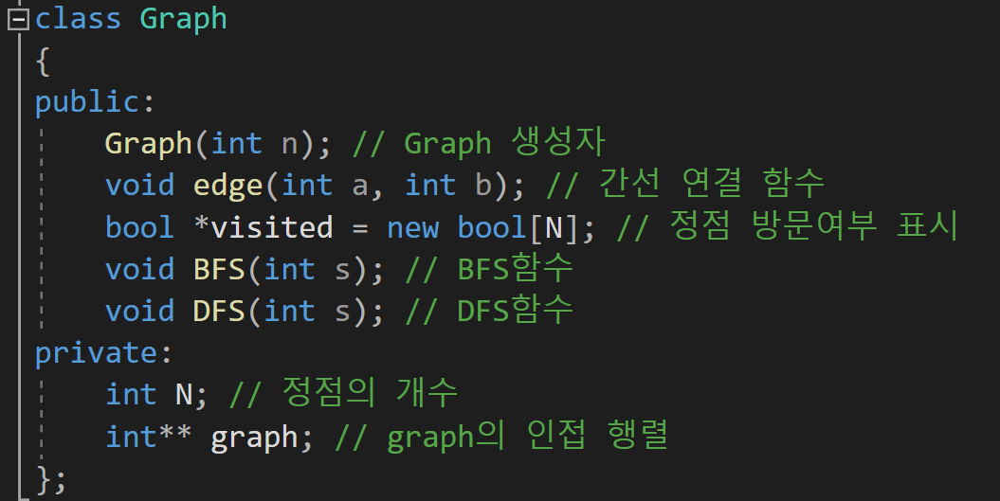 class Graph
{
public:
    Graph(int n); // Graph 생성자
    void edge(int a, int b); // 간선 연결 함수
    bool *visited = new bool[N]; // 정점 방문여부 표시
    void BFS(int s); // BFS함수
    void DFS(int s); // DFS함수
private:
    int N; // 정점의 개수
    int** graph; // graph의 인접 행렬
};